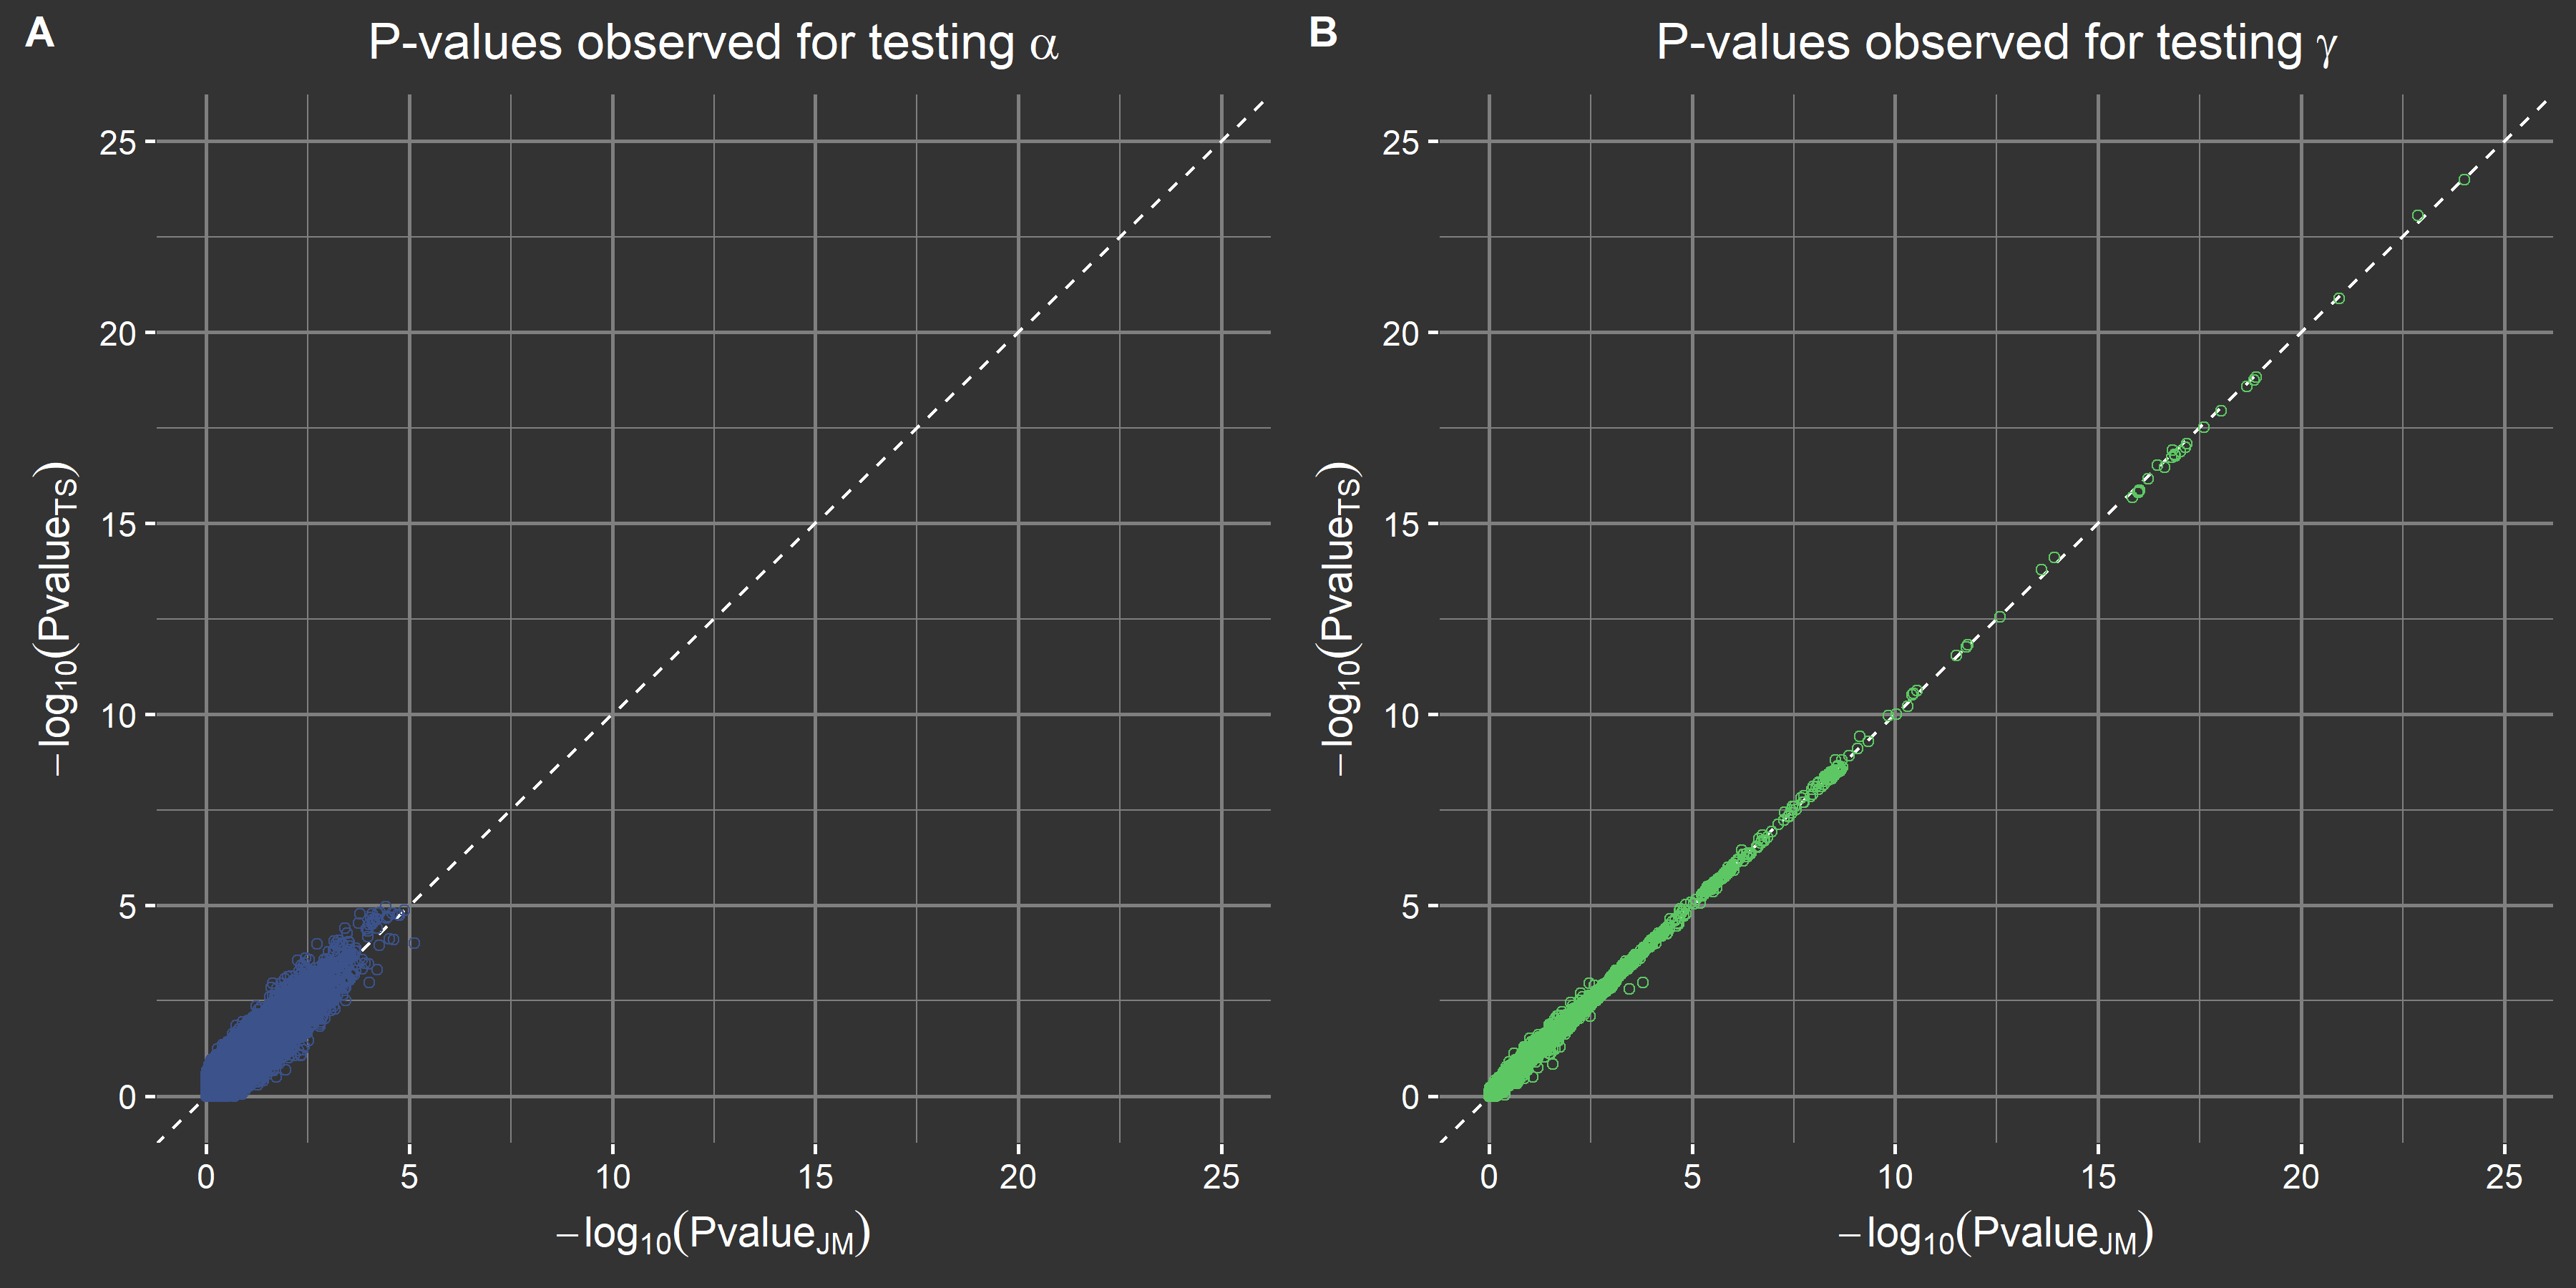 A
P-values observed for testing α
25
20
15
10
5
0
−log10(PvalueTS)
0 5 10 15 20 25
−log10(PvalueJM)
B
P-values observed for testing γ
25
20
15
10
5
0
−log10(PvalueTS)
0 5 10 15 20 25
−log10(PvalueJM)